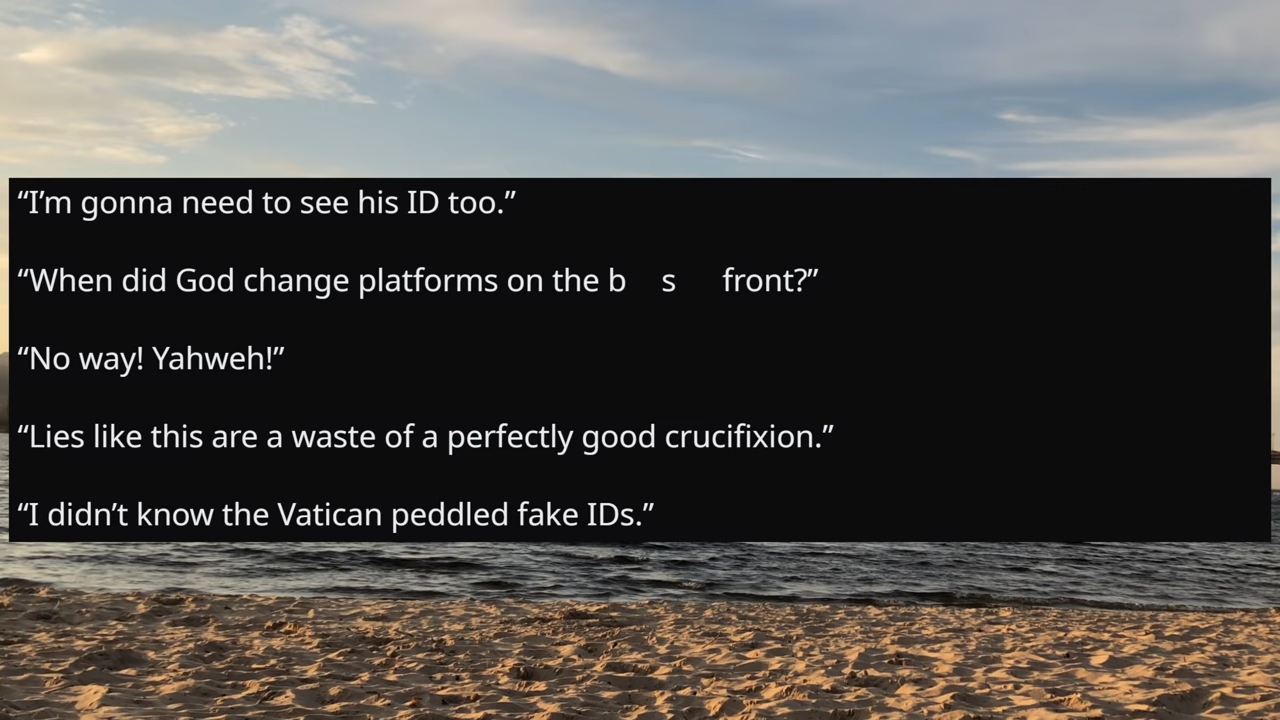 “I’m gonna need to see his ID too.”
“When did God change platforms on the b s front?”
“No way! Yahweh!”
“Lies like this are a waste of a perfectly good crucifixion.”
“I didn’t know the Vatican peddled fake IDs.”